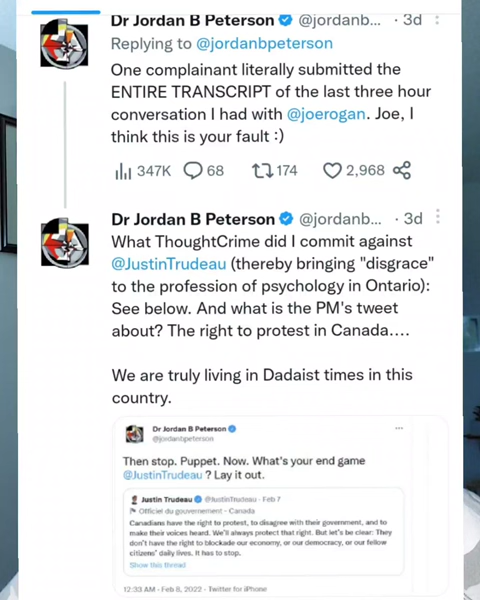 Dr Jordan B Peterson @jordanb... · 3d
Replying to @jordanbpeterson
One complainant literally submitted the
ENTIRE TRANSCRIPT of the last three hour
conversation I had with @joerogan. Joe, I
think this is your fault :)
347K 68 174 2,968
Dr Jordan B Peterson @jordanb... · 3d
What ThoughtCrime did I commit against
@JustinTrudeau (thereby bringing "disgrace"
to the profession of psychology in Ontario):
See below. And what is the PM's tweet
about? The right to protest in Canada....
We are truly living in Dadaist times in this
country.
Dr Jordan B Peterson
@jordanbpeterson
Then stop. Puppet. Now. What's your end game
@JustinTrudeau ? Lay it out.
Justin Trudeau @JustinTrudeau · Feb 7
Officiel du gouvernement - Canada
Canadians have the right to protest, to disagree with their government, and to
make their voices heard. We'll always protect that right. But let's be clear: They
don't have the right to blockade our economy, or our democracy, or our fellow
citizens' daily lives. It has to stop.
Show this thread
12:33 AM · Feb 8, 2022 · Twitter for iPhone